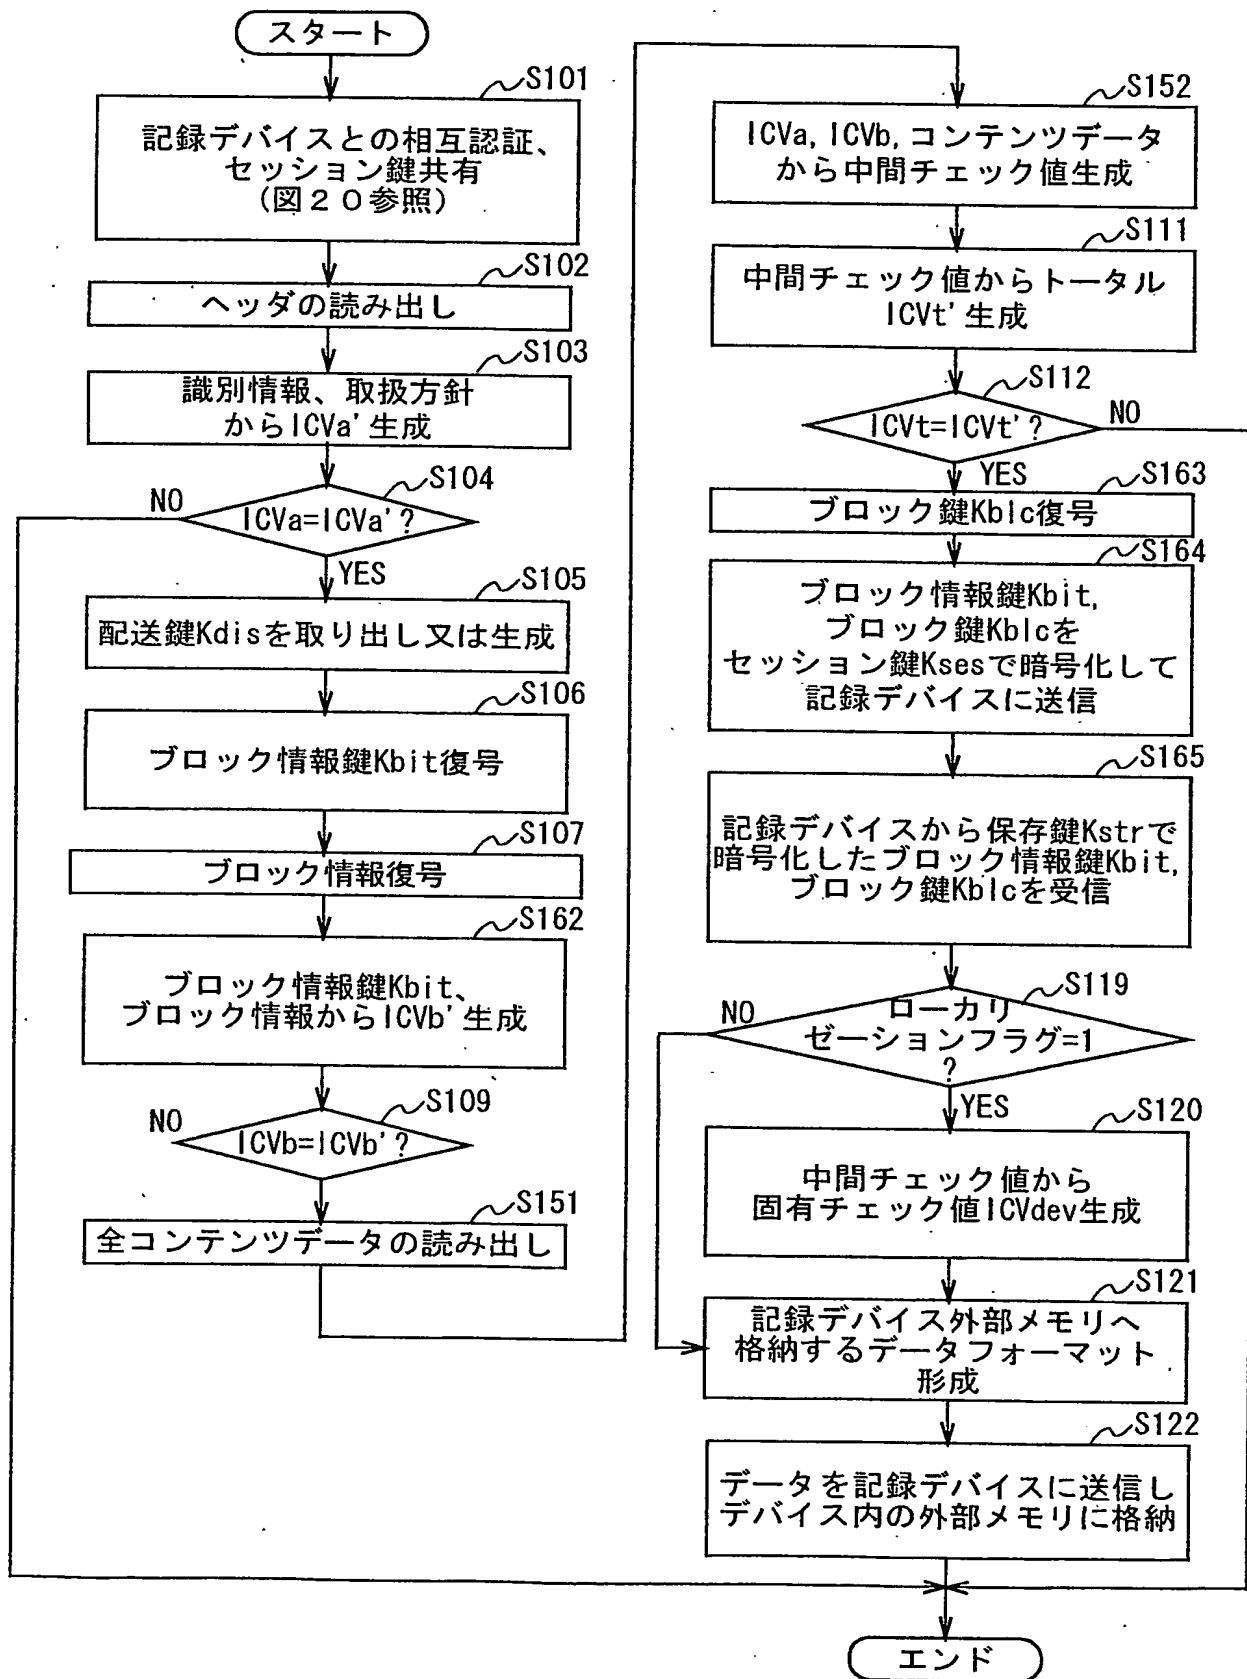 スタート
S101
記録デバイスとの相互認証、
セッション鍵共有
(図20参照)
S102
ヘッダの読み出し
S103
識別情報、取扱方針
からICVa'生成
S104
NO
ICVa=ICVa'?
YES
S105
配送鍵Kdisを取り出し又は生成
S106
ブロック情報鍵Kbit復号
S107
ブロック情報復号
S162
ブロック情報鍵Kbit、
ブロック情報からICVb'生成
S109
NO
ICVb=ICVb'?
S151
全コンテンツデータの読み出し
S152
ICVa,ICVb,コンテンツデータ
から中間チェック値生成
S111
中間チェック値からトータル
ICVt'生成
S112
ICVt=ICVt'?
NO
YES
S163
ブロック鍵Kblc復号
S164
ブロック情報鍵Kbit,
ブロック鍵Kblcを
セッション鍵Ksesで暗号化して
記録デバイスに送信
S165
記録デバイスから保存鍵Kstrで
暗号化したブロック情報鍵Kbit,
ブロック鍵Kblcを受信
S119
NO
ローカリ
ゼーションフラグ=1
?
YES
S120
中間チェック値から
固有チェック値ICVdev生成
S121
記録デバイス外部メモリへ
格納するデータフォーマット
形成
S122
データを記録デバイスに送信し
デバイス内の外部メモリに格納
エンド